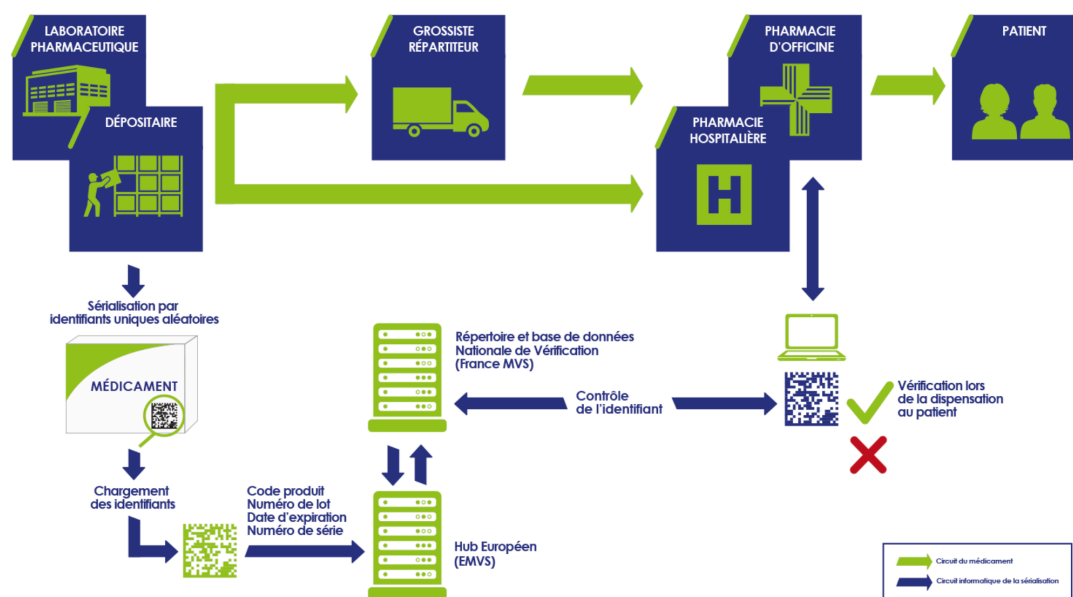 LABORATOIRE
PHARMACEUTIQUE
DÉPOSITAIRE
GROSSISTE
RÉPARTITEUR
PHARMACIE
D'OFFICINE
PHARMACIE
HOSPITALIÈRE
H
PATIENT
Sérialisation par
identifiants uniques aléatoires
MÉDICAMENT
Chargement
des identifiants
Code produit
Numéro de lot
Date d'expiration
Numéro de série
Répertoire et base de données
Nationale de Vérification
(France MVS)
Hub Européen
(EMVS)
Contrôle
de l'identifiant
Vérification lors
de la dispensation
au patient
Circuit du médicament
Circuit informatique de la sérialisation